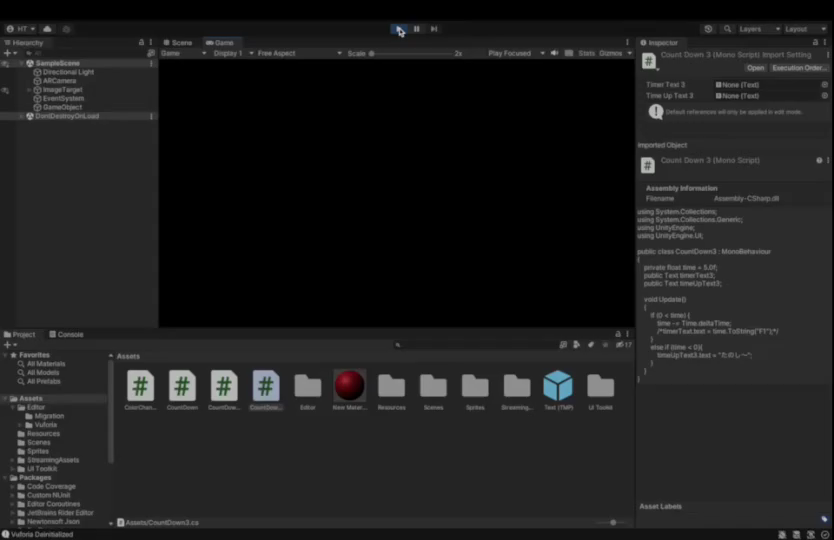 HT
Layers
Layout
Hierarchy
Scene
Game
Inspector
All
SampleScene
Game
Display 1
Free Aspect
Scale
2x
Play Focused
Stats
Gizmos
Count Down 3 (Mono Script) Import Setting
Open
Execution Order...
Directional Light
ARCamera
ImageTarget
EventSystem
GameObject
DontDestroyOnLoad
Timer Text 3
None (Text)
Time Up Text 3
None (Text)
Default references will only be applied in edit mode.
Imported Object
Count Down 3 (Mono Script)
Assembly Information
Filename
Assembly-CSharp.dll
using System.Collections;
using System.Collections.Generic;
using UnityEngine;
using UnityEngine.UI;
public class CountDown3 : MonoBehaviour
{
private float time = 3.0f;
public Text timerText3;
public Text timeUpText3;
void Update()
{
if (0 < time) {
time -= Time.deltaTime;
/*timerText.text = time.ToString("F1");*/
}
else if (time < 0){
timeUpText3.text = "たのし〜";
}
}
}
Project
Console
17
Favorites
All Materials
All Models
All Prefabs
Assets
Editor
Migration
Vuforia
Resources
Scenes
Sprites
StreamingAssets
UI Toolkit
Packages
Code Coverage
Custom NUnit
Editor Coroutines
JetBrains Rider Editor
Newtonsoft Json
Assets
ColorChan...
CountDown
CountDow...
CountDow...
Editor
New Mater...
Resources
Scenes
Sprites
Streaming...
Text (TMP)
UI Toolkit
Assets/CountDown3.cs
Asset Labels
Vuforia Deinitialized